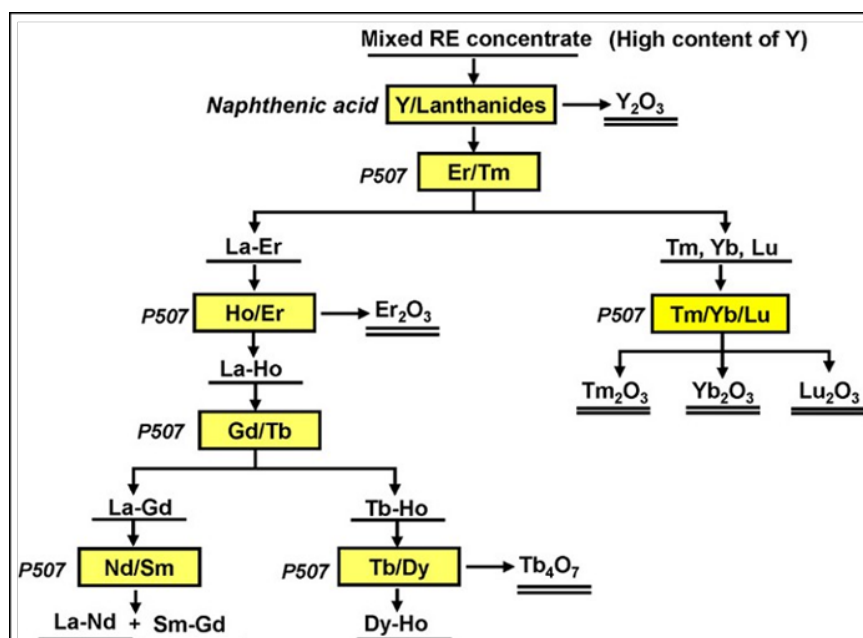 Mixed RE concentrate (High content of Y)
Naphthenic acid Y/Lanthanides Y₂O₃
P507 Er/Tm
La-Er Tm, Yb, Lu
P507 Ho/Er Er₂O₃ P507 Tm/Yb/Lu
La-Ho Tm₂O₃ Yb₂O₃ Lu₂O₃
P507 Gd/Tb
La-Gd Tb-Ho
P507 Nd/Sm P507 Tb/Dy Tb₄O₇
La-Nd + Sm-Gd Dy-Ho